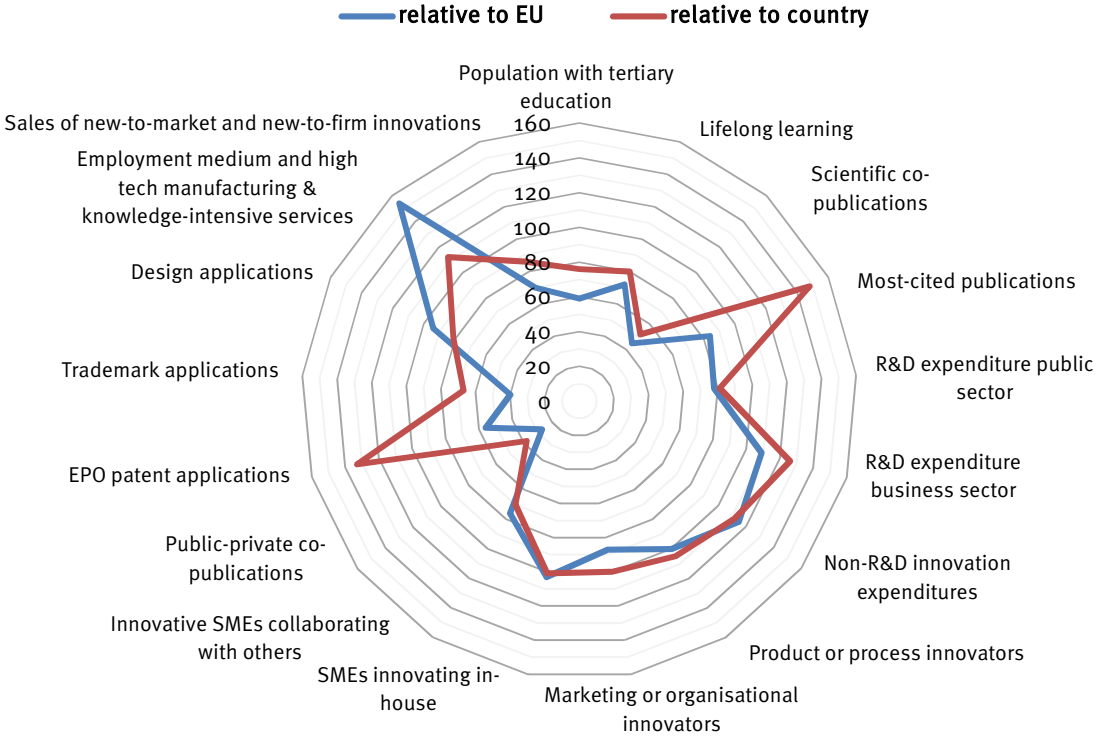 relative to EU
relative to country
Population with tertiary
education
Sales of new-to-market and new-to-firm innovations
Lifelong learning
Employment medium and high
tech manufacturing &
knowledge-intensive services
Scientific co-
publications
Design applications
Most-cited publications
Trademark applications
R&D expenditure public
sector
EPO patent applications
R&D expenditure
business sector
Public-private co-
publications
Non-R&D innovation
expenditures
Innovative SMEs collaborating
with others
Product or process innovators
SMEs innovating in-
house
Marketing or organisational
innovators
160
140
120
100
80
60
40
20
0